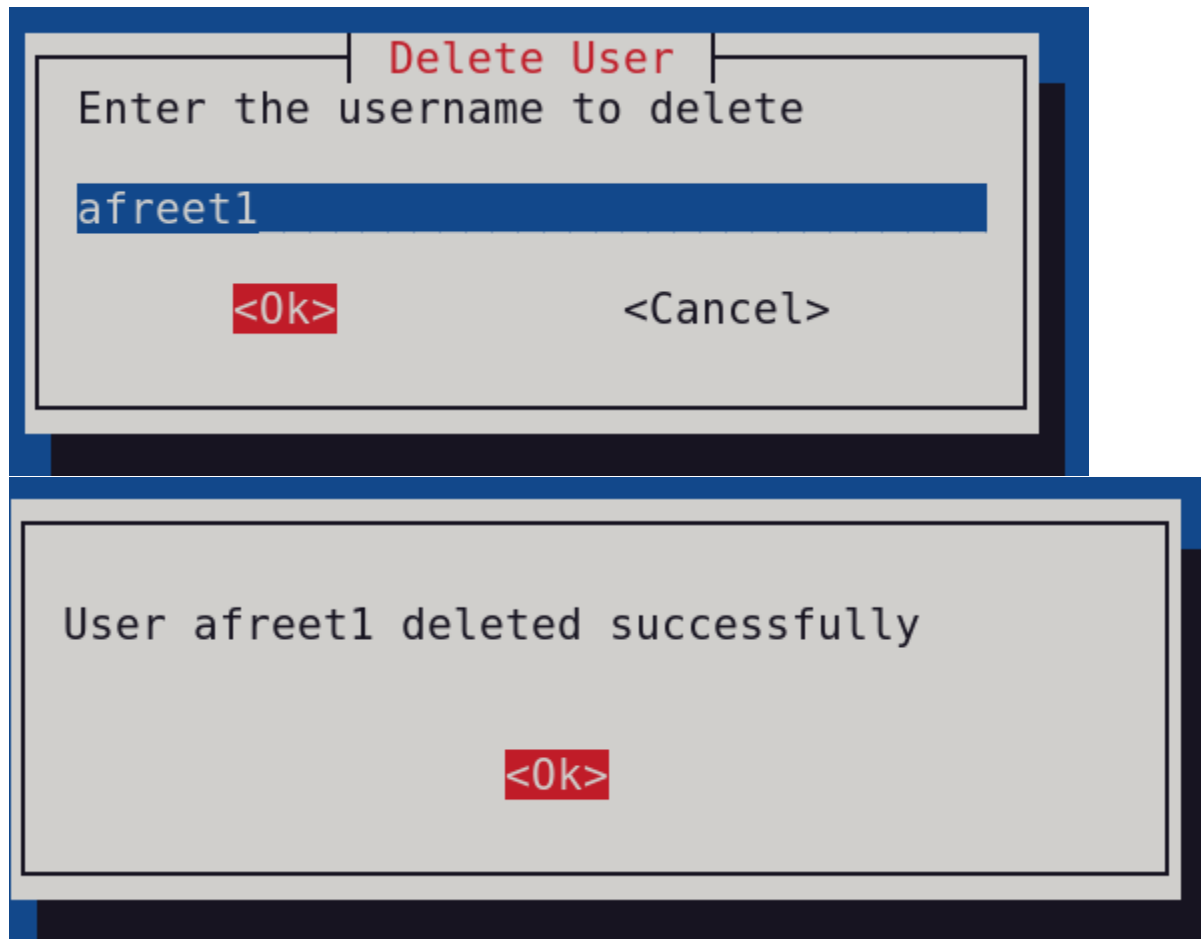 Delete User
Enter the username to delete
afreet1
<Ok> <Cancel>
User afreet1 deleted successfully
<Ok>